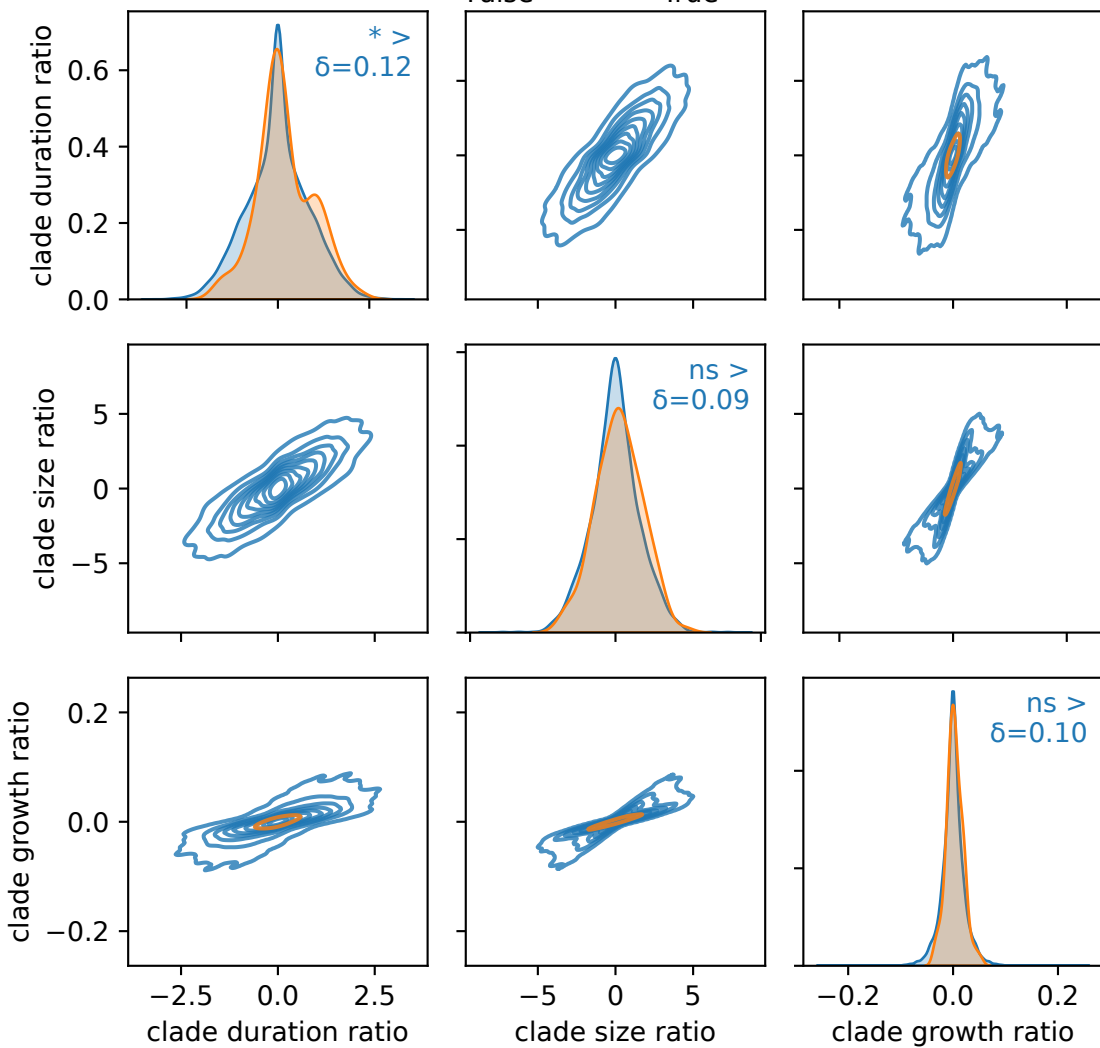 * >
δ=0.12
clade duration ratio
0.6
0.4
0.2
0.0
ns >
δ=0.09
clade size ratio
5
0
−5
ns >
δ=0.10
clade growth ratio
0.2
0.0
−0.2
−2.5 0.0 2.5
−5 0 5
−0.2 0.0 0.2
clade duration ratio
clade size ratio
clade growth ratio